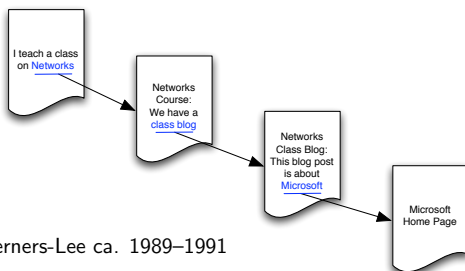 I teach a class
on Networks
Networks
Course:
We have a
class blog
Networks
Class Blog:
This blog post
is about
Microsoft
Microsoft
Home Page
erners-Lee ca. 1989–1991